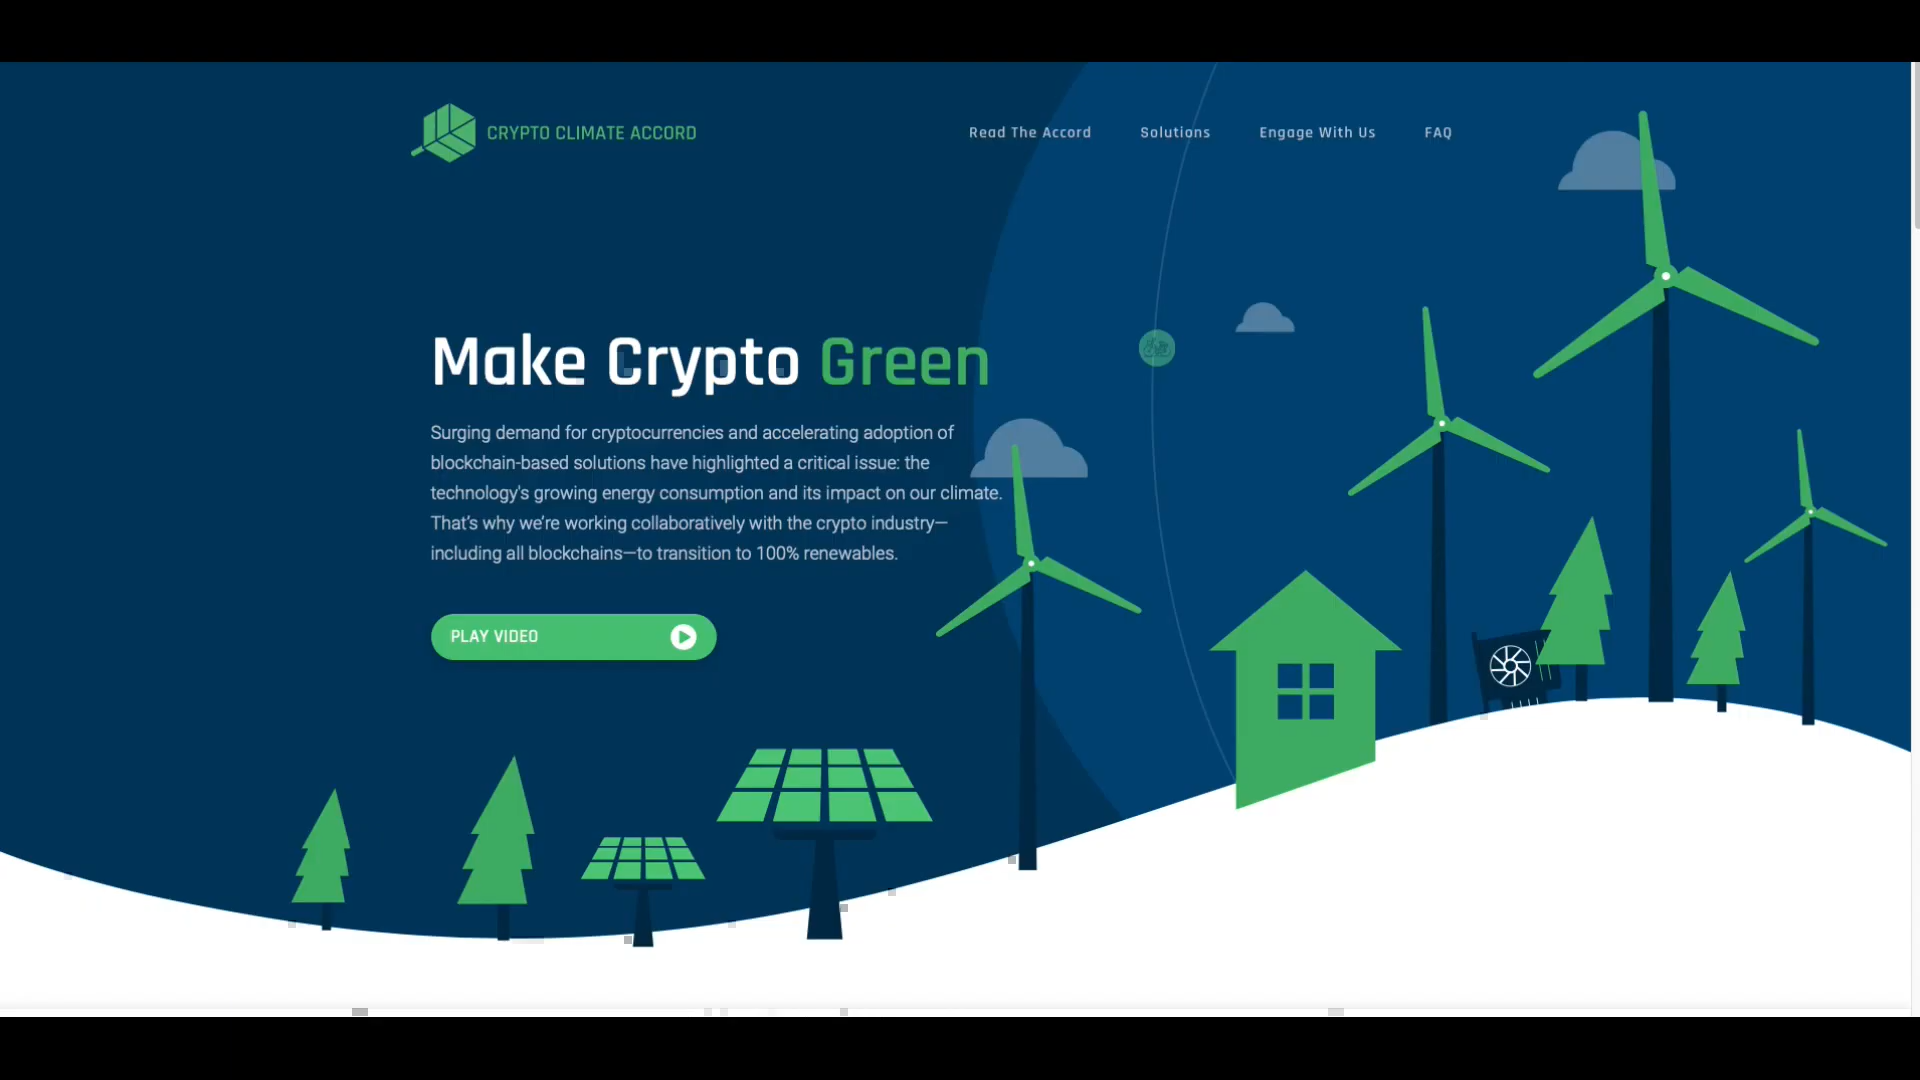 CRYPTO CLIMATE ACCORD
Read The Accord
Solutions
Engage With Us
FAQ
Make Crypto Green
Surging demand for cryptocurrencies and accelerating adoption of
blockchain-based solutions have highlighted a critical issue: the
technology's growing energy consumption and its impact on our climate.
That’s why we’re working collaboratively with the crypto industry—
including all blockchains—to transition to 100% renewables.
PLAY VIDEO